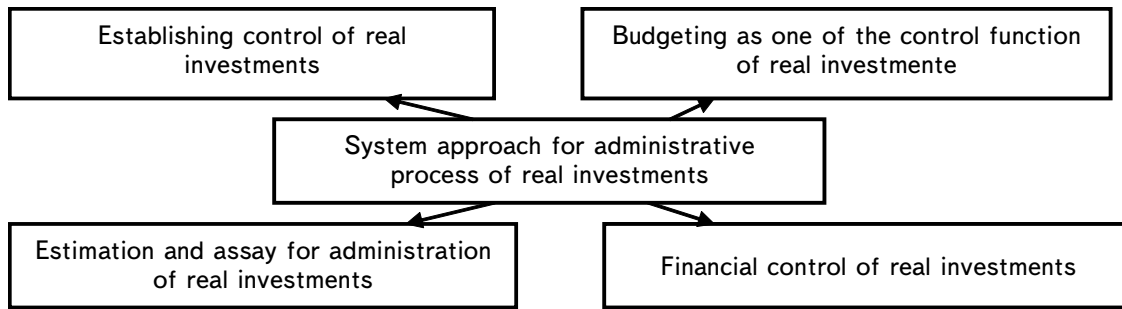 Establishing control of real
investments
Budgeting as one of the control function
of real investmente
System approach for administrative
process of real investments
Estimation and assay for administration
of real investments
Financial control of real investments